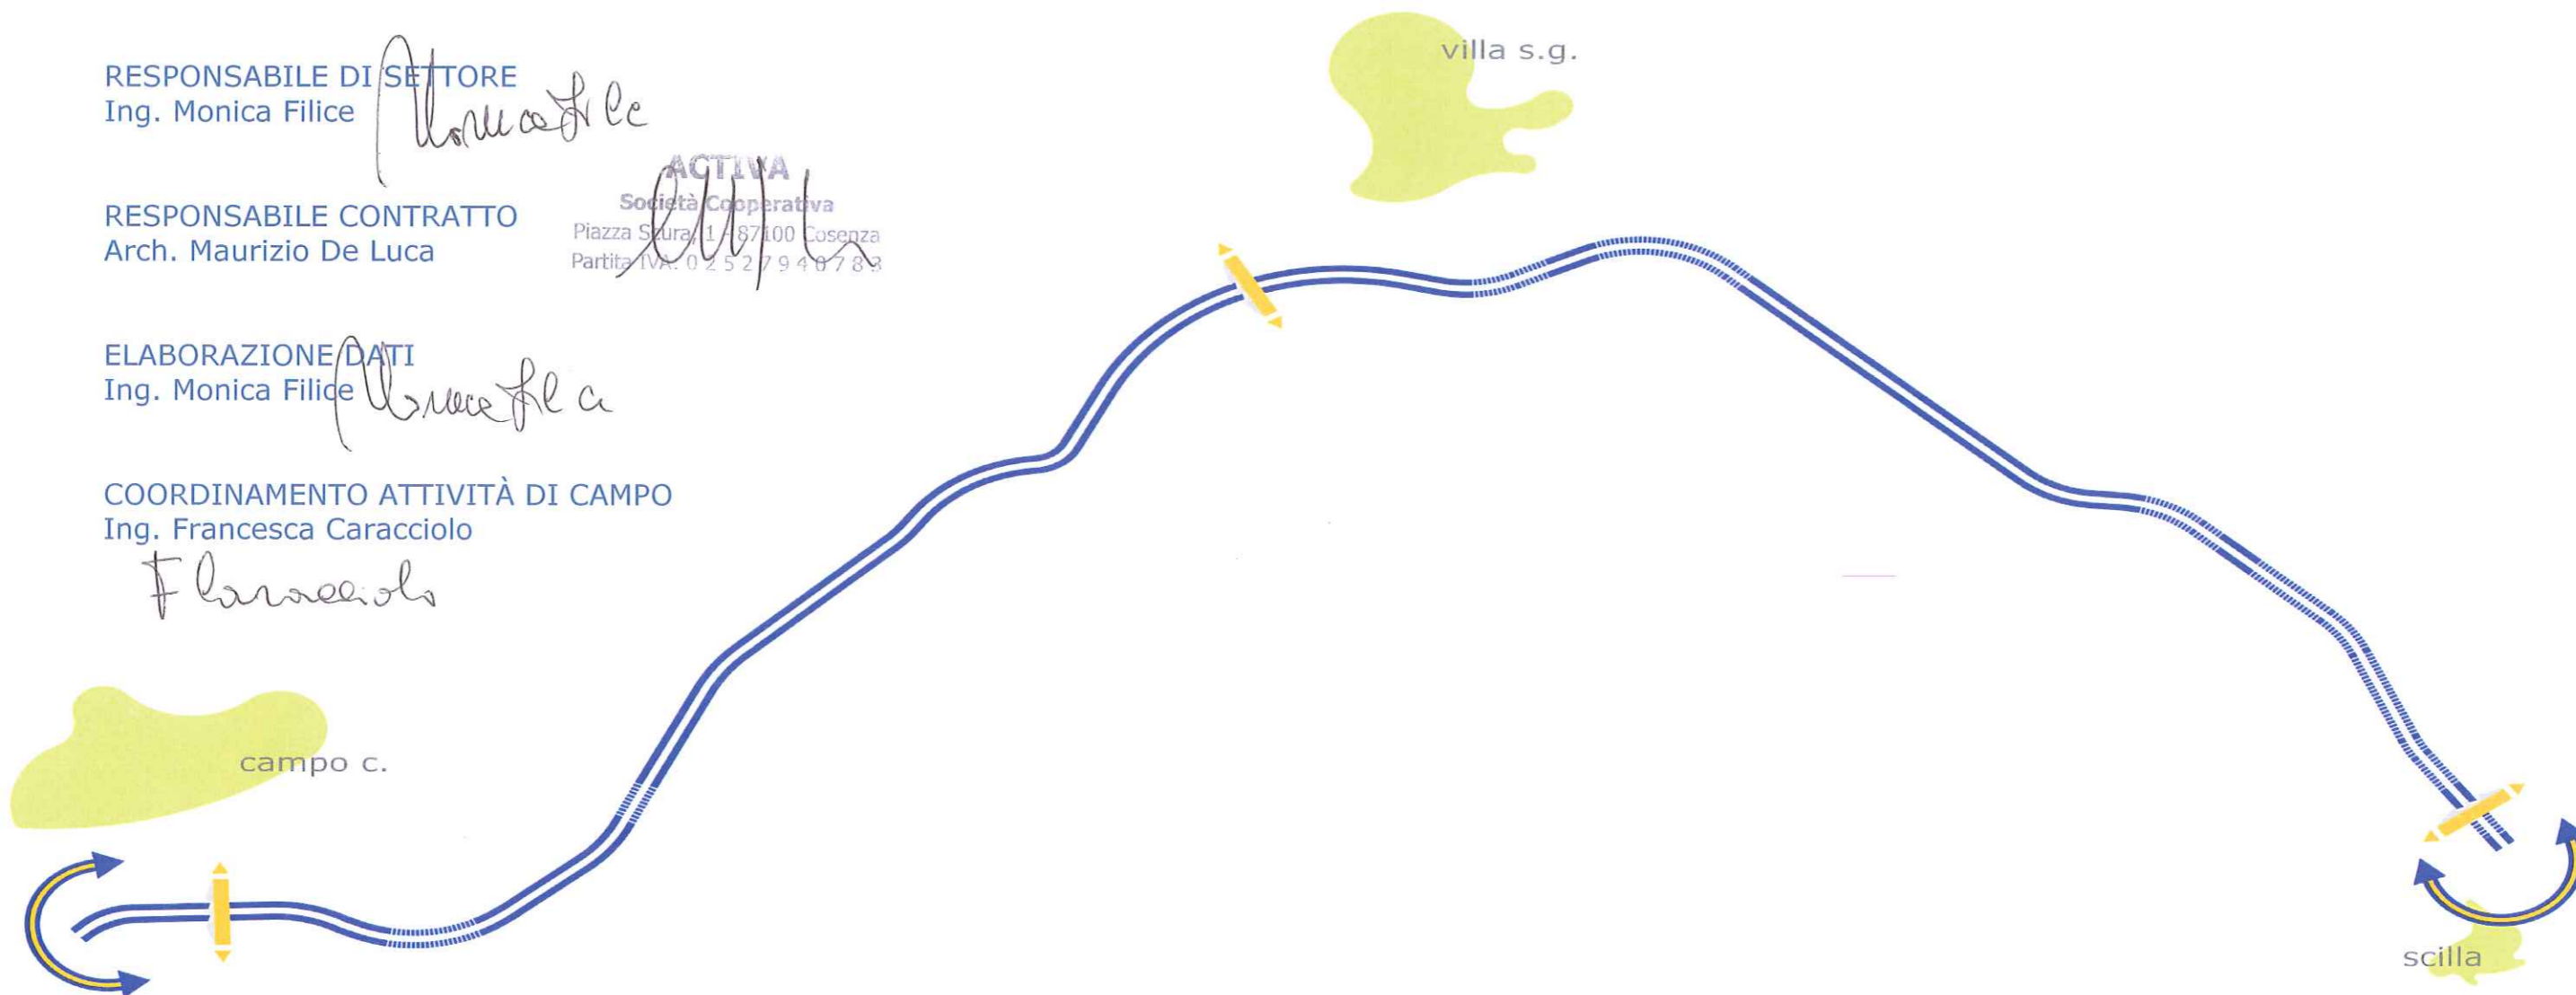 RESPONSABILE DI SETTORE
Ing. Monica Filice
ACTIVA
Società Cooperativa
Piazza Scura, 1 - 87100 Cosenza
Partita IVA: 02527940783
RESPONSABILE CONTRATTO
Arch. Maurizio De Luca
ELABORAZIONE DATI
Ing. Monica Filice
COORDINAMENTO ATTIVITÀ DI CAMPO
Ing. Francesca Caracciolo
F Caracciolo
villa s.g.
campo c.
scilla